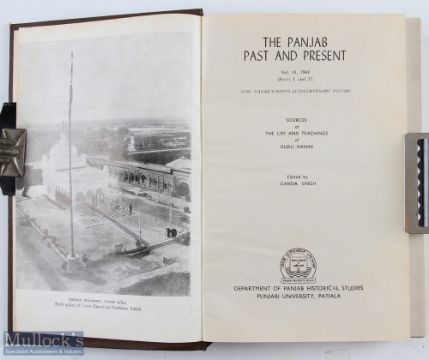 THE PANJAB
PAST AND PRESENT
Vol. III, 1969
(Parts I and II)
GURU NANAK'S BIRTH QUINCENTENARY VOLUME
SOURCES
of
THE LIFE AND TEACHINGS
of
GURU NANAK
Edited by
GANDA SINGH
DEPARTMENT OF PANJAB HISTORICAL STUDIES
PUNJABI UNIVERSITY, PATIALA
Birth place of Guru Nanak at Nankana Sahib
Mullock's
Specialist Auctioneers & Valuers